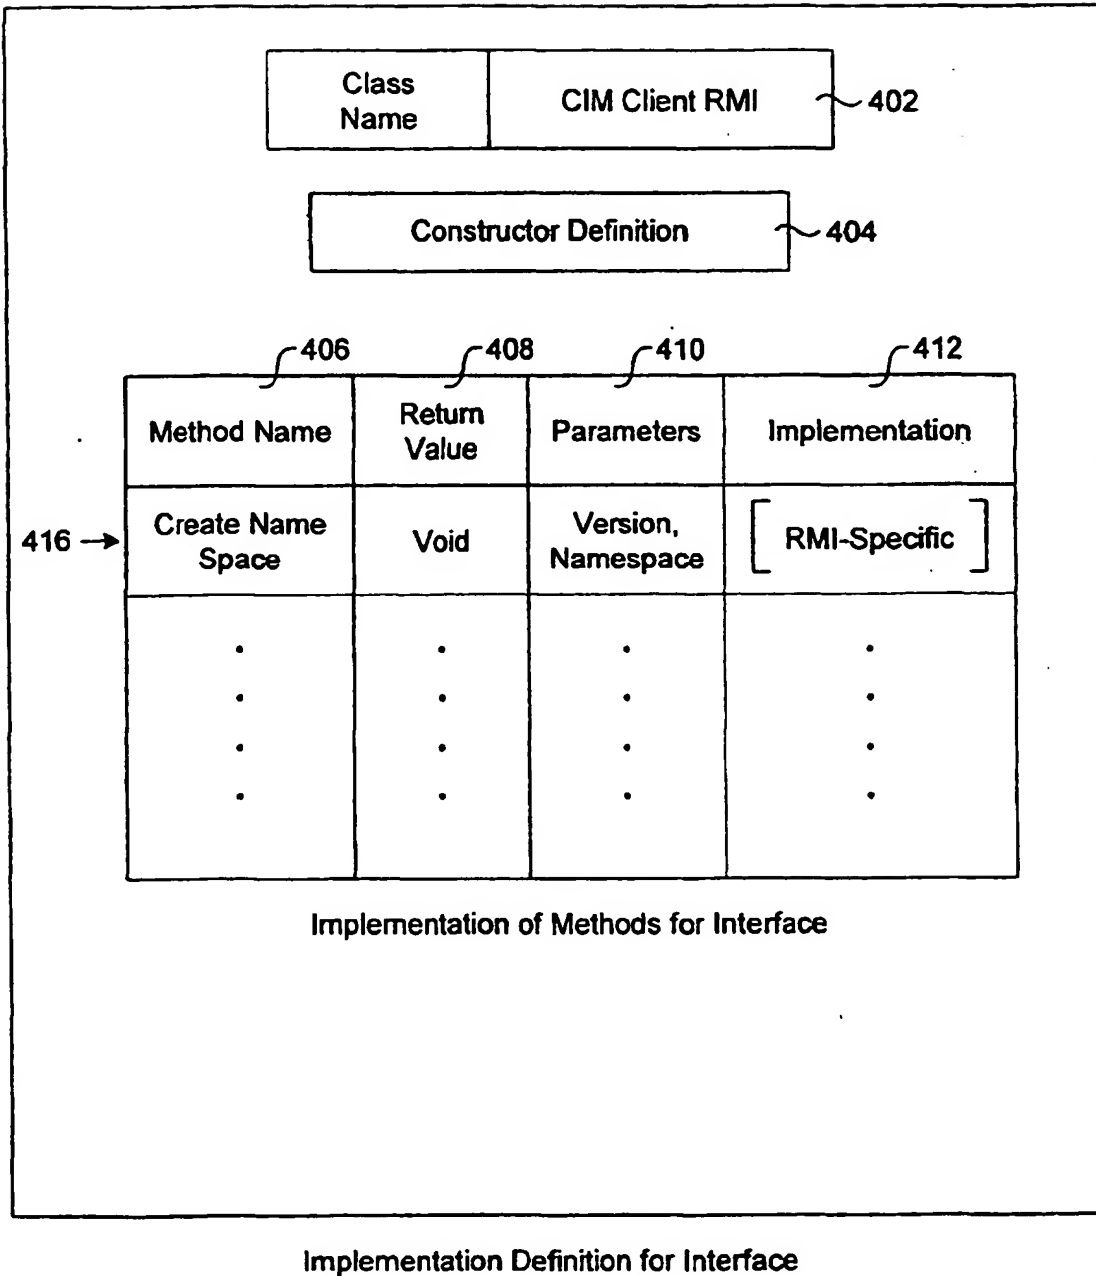 Class
Name
CIM Client RMI
402
Constructor Definition
404
406
408
410
412
Method Name
Return
Value
Parameters
Implementation
416
Create Name
Space
Void
Version,
Namespace
RMI-Specific
Implementation of Methods for Interface
Implementation Definition for Interface